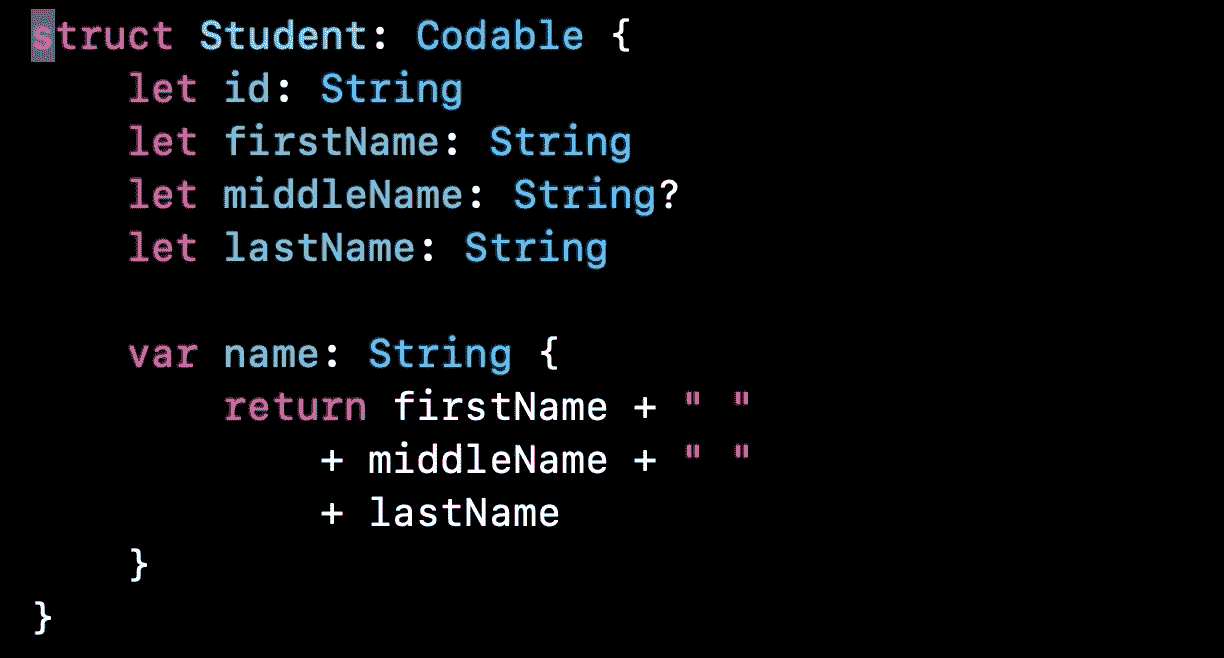 struct Student: Codable {
    let id: String
    let firstName: String
    let middleName: String?
    let lastName: String

    var name: String {
        return firstName + " "
            + middleName + " "
            + lastName
    }
}